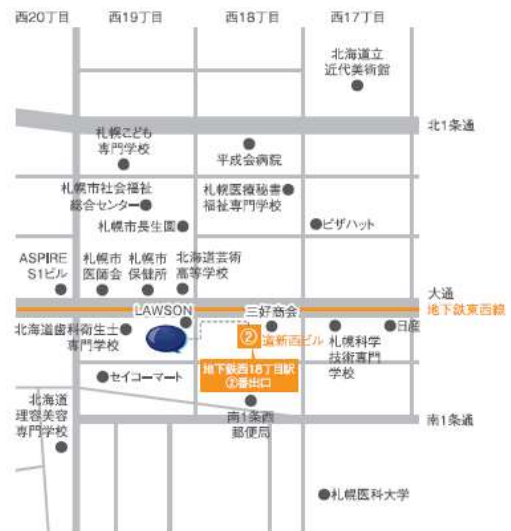 西20丁目
西19丁目
西18丁目
西17丁目
北海道立
近代美術館
北1条通
札幌こども
専門学校
平成会病院
札幌市社会福祉
総合センター
札幌医療秘書
福祉専門学校
札幌市長生園
ピザハット
ASPIRE
S1ビル
札幌市
医師会
札幌市
保健所
北海道芸術
高等学校
大通
地下鉄東西線
LAWSON
三好商会
北海道歯科衛生士
専門学校
②
道新西ビル
日産
札幌科学
技術専門
学校
地下鉄西18丁目駅
②番出口
セイコーマート
北海道
理容美容
専門学校
南1条西
郵便局
南1条通
札幌医科大学